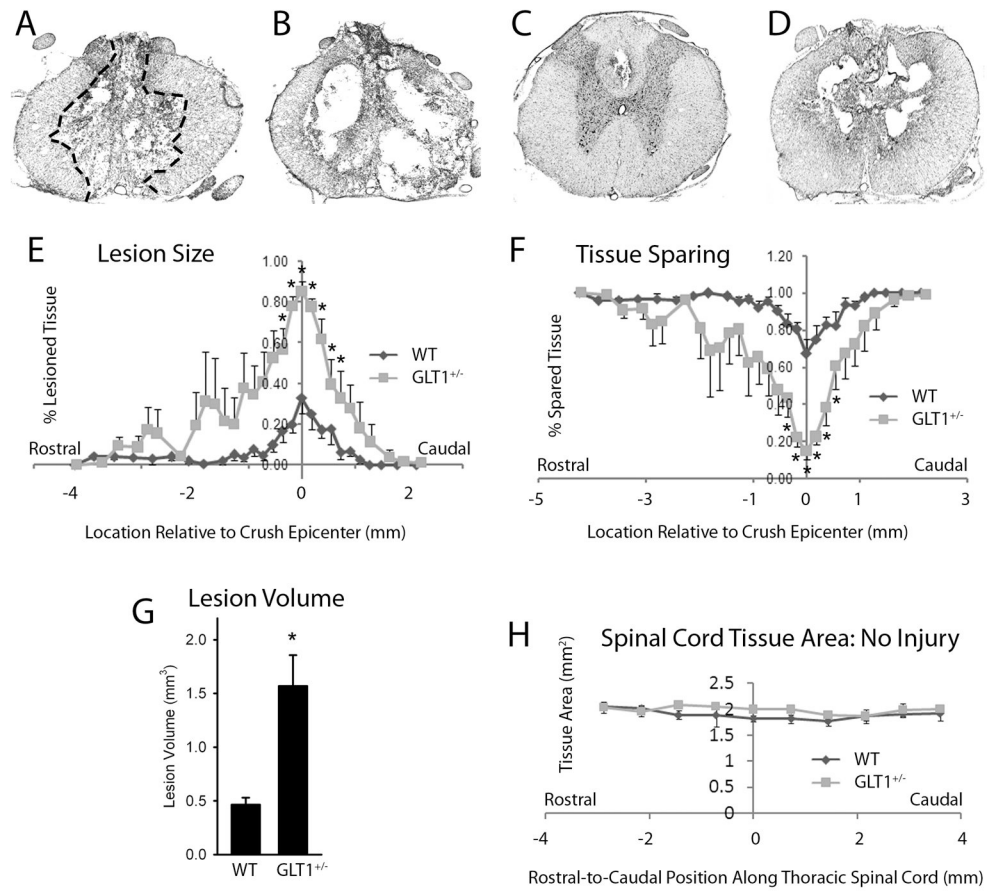 A
B
C
D
E
Lesion Size
% Lesioned Tissue
1.00
0.80
0.60
0.40
0.20
0.00
* * * * * * *
WT
GLT1+/-
Rostral
Caudal
-4 -2 0 2
Location Relative to Crush Epicenter (mm)
F
Tissue Sparing
% Spared Tissue
1.20
1.00
0.80
0.60
0.40
0.20
0.00
* * * * * *
WT
GLT1+/-
Rostral
Caudal
-5 -3 -1 0 1 3
Location Relative to Crush Epicenter (mm)
G
Lesion Volume
Lesion Volume (mm3)
2.0
1.5
1.0
0.5
0.0
*
WT GLT1+/-
H
Spinal Cord Tissue Area: No Injury
Tissue Area (mm2)
2.5
2
1.5
1
0.5
0
WT
GLT1+/-
Rostral
Caudal
-4 -2 0 2 4
Rostral-to-Caudal Position Along Thoracic Spinal Cord (mm)